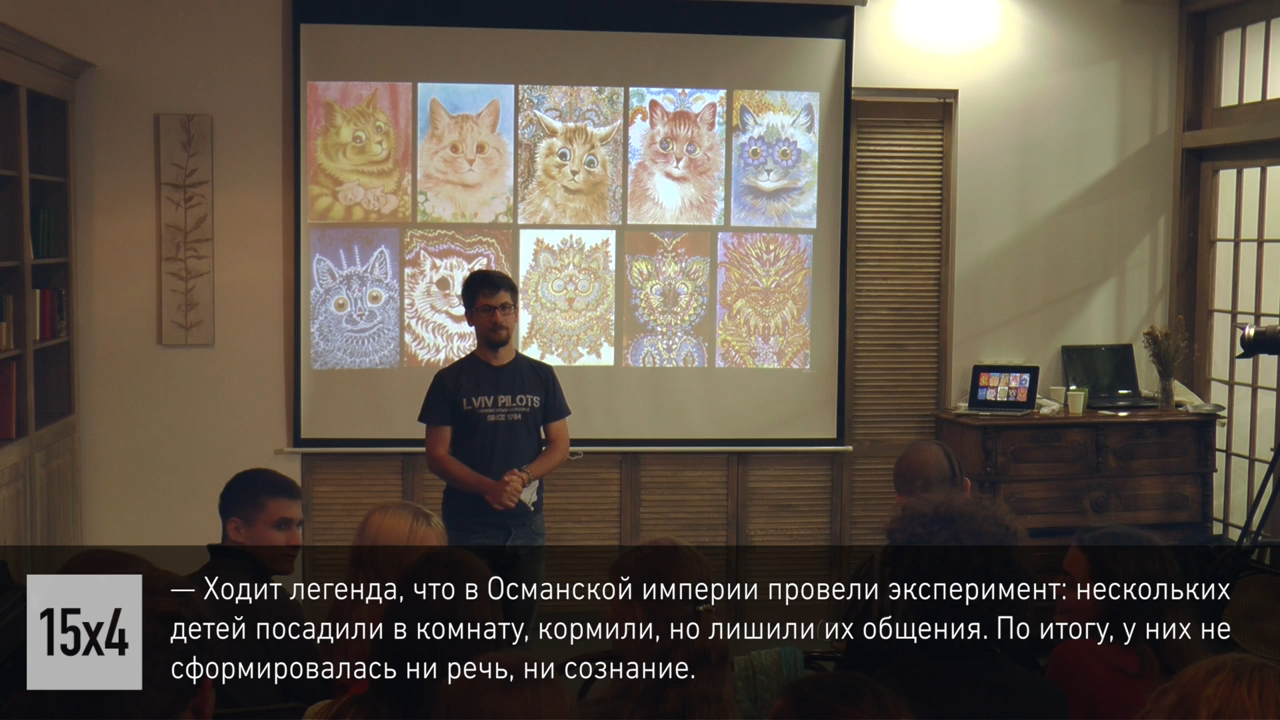 LVIV PILOTS
SINCE 1784
— Ходит легенда, что в Османской империи провели эксперимент: нескольких
детей посадили в комнату, кормили, но лишили их общения. По итогу, у них не
сформировалась ни речь, ни сознание.
15x4